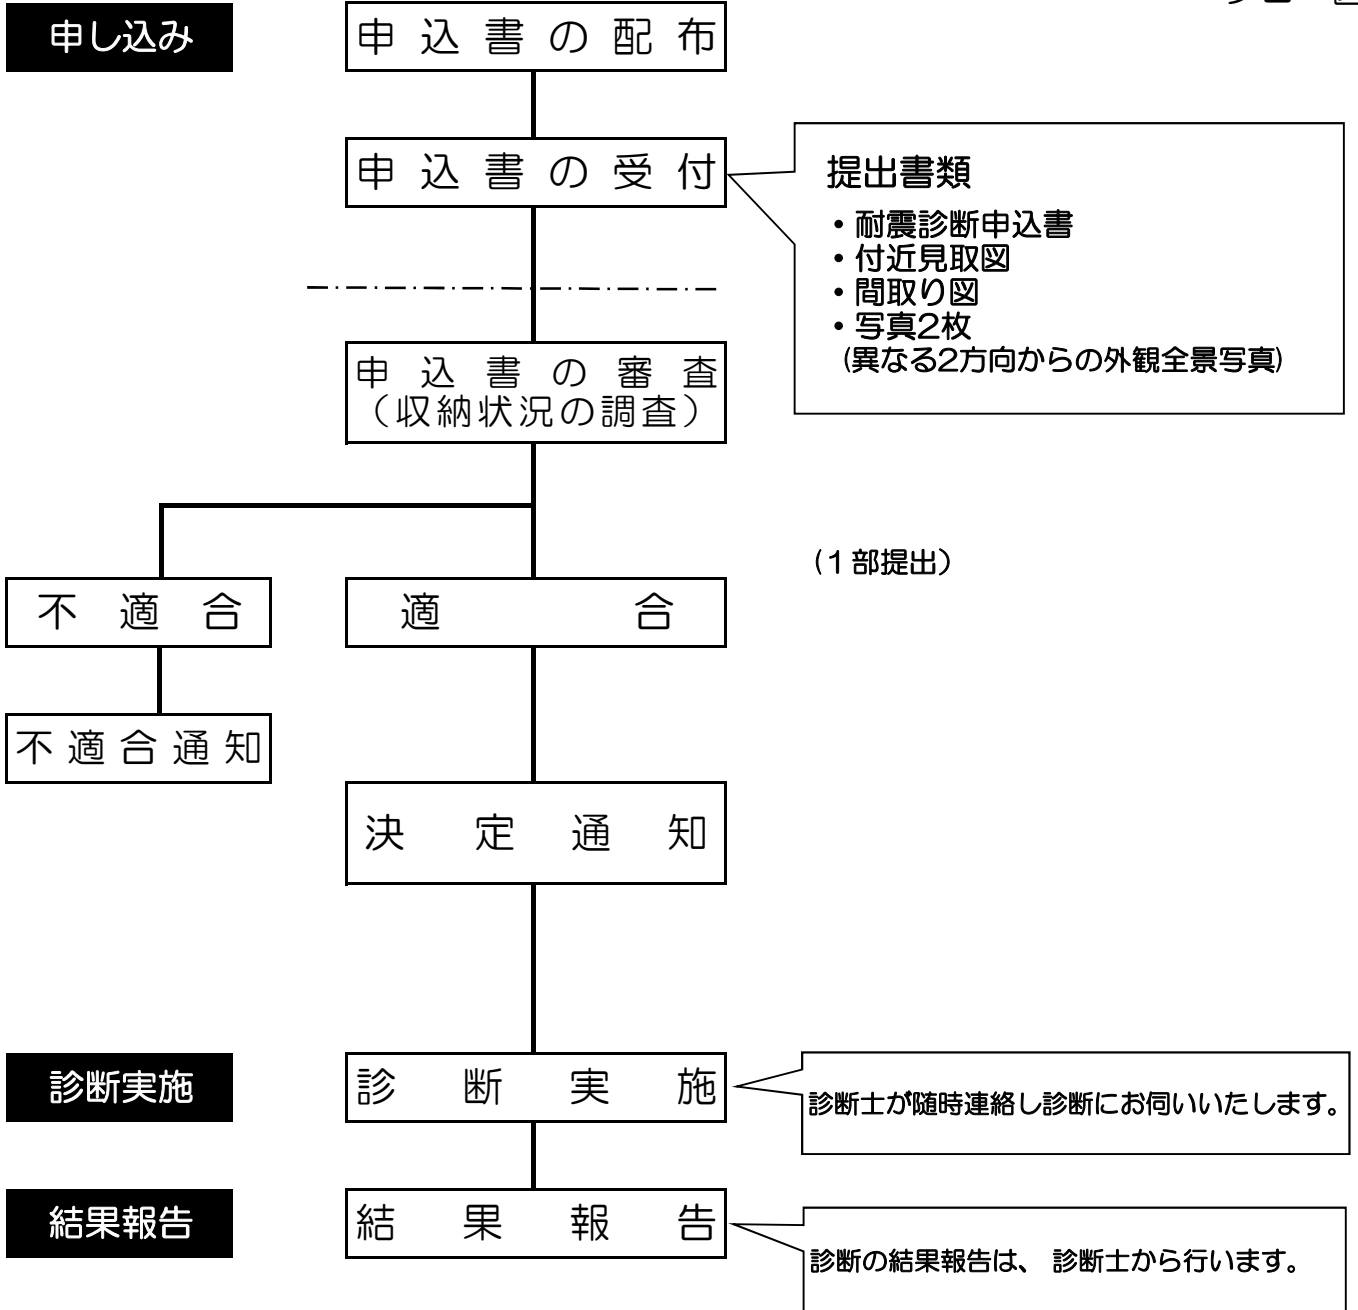 申し込み
申込書の配布
申込書の受付
提出書類
・耐震診断申込書
・付近見取図
・間取り図
・写真2枚
(異なる2方向からの外観全景写真)
申込書の審査
（収納状況の調査）
（1部提出）
不適合
適合
不適合通知
決定通知
診断実施
診断実施
診断士が随時連絡し診断にお伺いいたします。
結果報告
結果報告
診断の結果報告は、 診断士から行います。